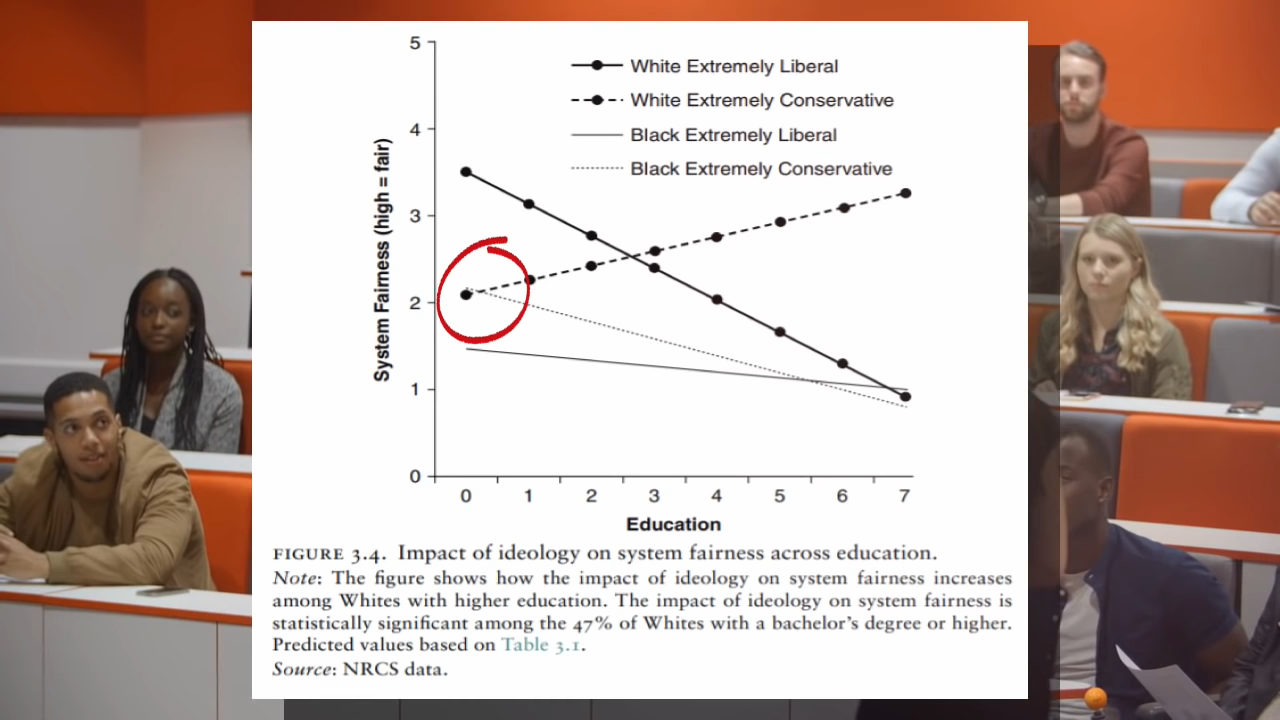 5
White Extremely Liberal
White Extremely Conservative
4
Black Extremely Liberal
Black Extremely Conservative
System Fairness (high = fair)
3
2
1
0
0 1 2 3 4 5 6 7
Education
FIGURE 3.4. Impact of ideology on system fairness across education.
Note: The figure shows how the impact of ideology on system fairness increases
among Whites with higher education. The impact of ideology on system fairness is
statistically significant among the 47% of Whites with a bachelor's degree or higher.
Predicted values based on Table 3.1.
Source: NRCS data.